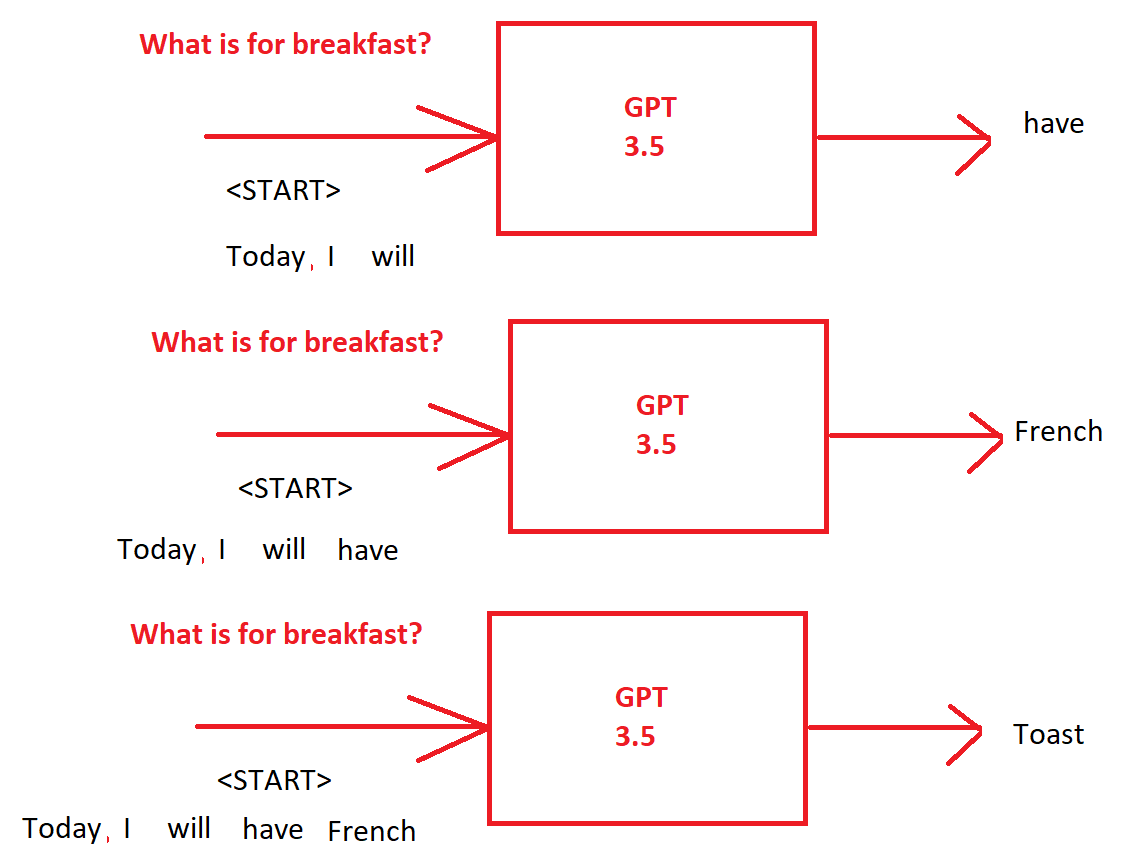 What is for breakfast?
GPT
3.5
have
<START>
Today, I will
What is for breakfast?
GPT
3.5
French
<START>
Today, I will have
What is for breakfast?
GPT
3.5
Toast
<START>
Today, I will have French